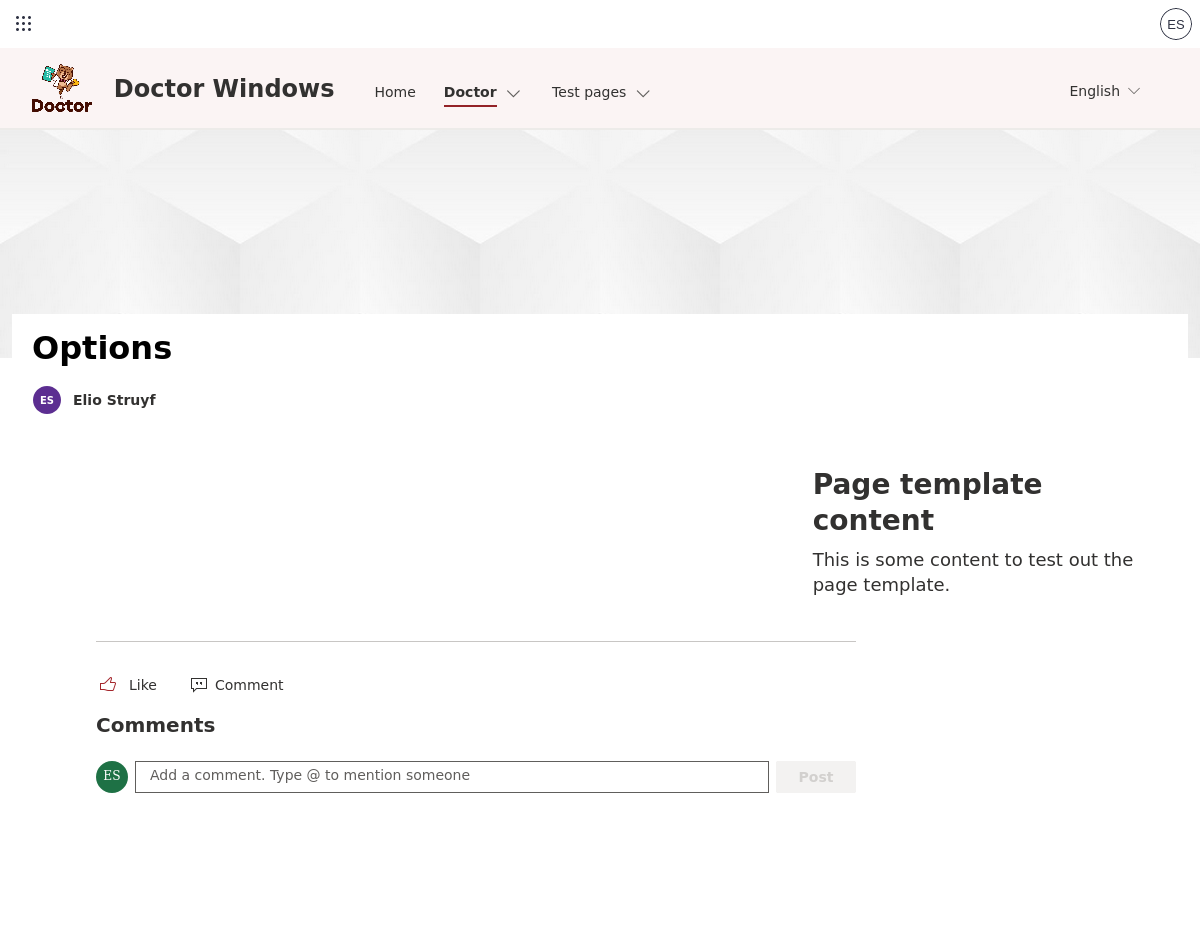 ES
Doctor
Doctor Windows
Home
Doctor
Test pages
English
Options
ES
Elio Struyf
Page template
content
This is some content to test out the
page template.
Like
Comment
Comments
ES
Add a comment. Type @ to mention someone
Post